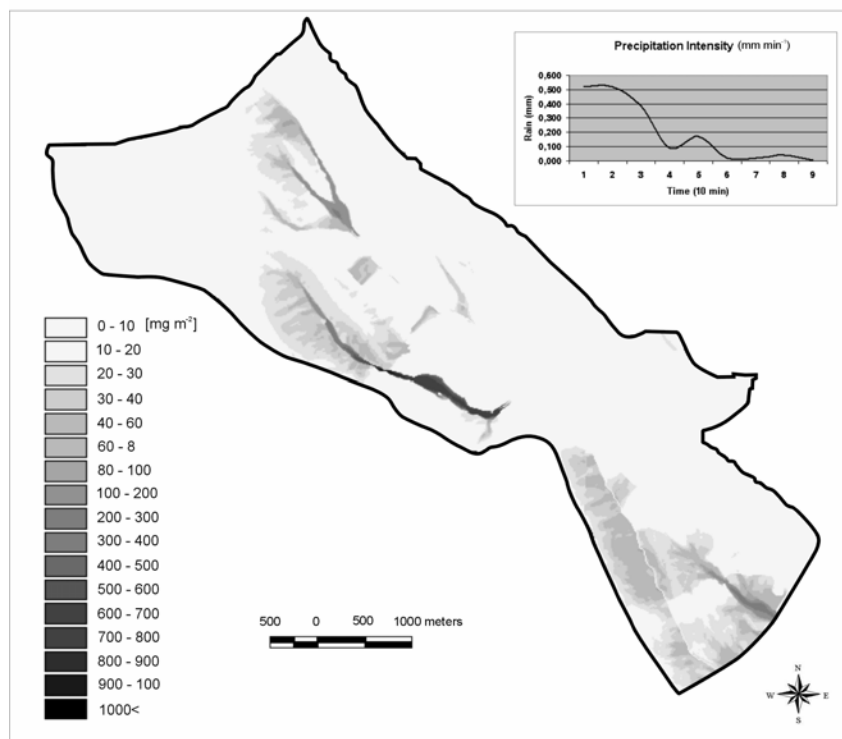 Precipitation Intensity (mm min⁻¹)
Rain (mm)
0,600
0,500
0,400
0,300
0,200
0,100
0,000
1 2 3 4 5 6 7 8 9
Time (10 min)
0 - 10 [mg m⁻²]
10 - 20
20 - 30
30 - 40
40 - 60
60 - 8
80 - 100
100 - 200
200 - 300
300 - 400
400 - 500
500 - 600
600 - 700
700 - 800
800 - 900
900 - 100
1000<
500 0 500 1000 meters
N
W E
S